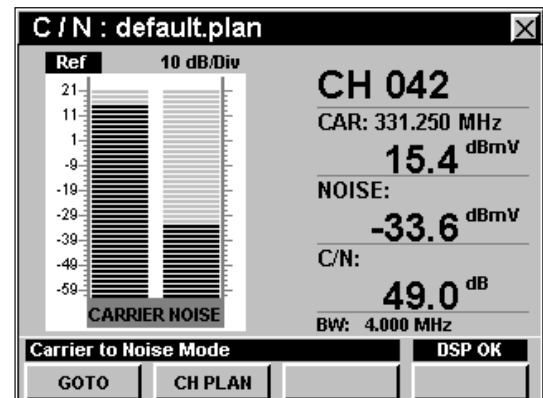 C / N : default.plan
Ref 10 dB/Div
21
11
1
-9
-19
-29
-39
-49
-59
CARRIER NOISE
CH 042
CAR: 331.250 MHz
15.4 dBmV
NOISE:
-33.6 dBmV
C/N:
49.0 dB
BW: 4.000 MHz
Carrier to Noise Mode DSP OK
GOTO CH PLAN